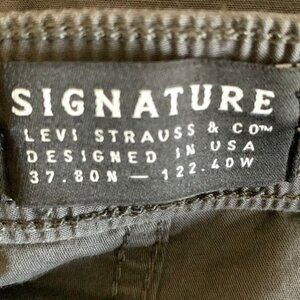 SIGNATURE
LEVI STRAUSS & CO™
DESIGNED IN USA
37.80N — 122.40W